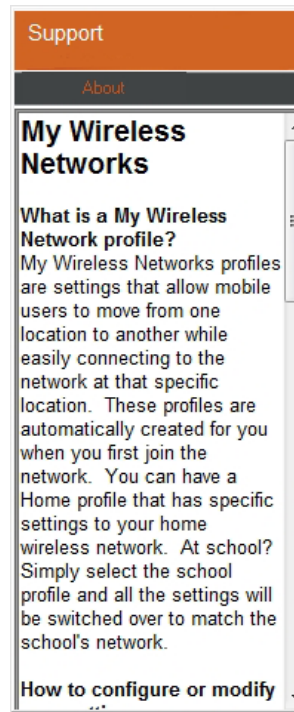 Support
About
My Wireless
Networks
What is a My Wireless
Network profile?
My Wireless Networks profiles
are settings that allow mobile
users to move from one
location to another while
easily connecting to the
network at that specific
location.  These profiles are
automatically created for you
when you first join the
network.  You can have a
Home profile that has specific
settings to your home
wireless network.  At school?
Simply select the school
profile and all the settings will
be switched over to match the
school's network.
How to configure or modify